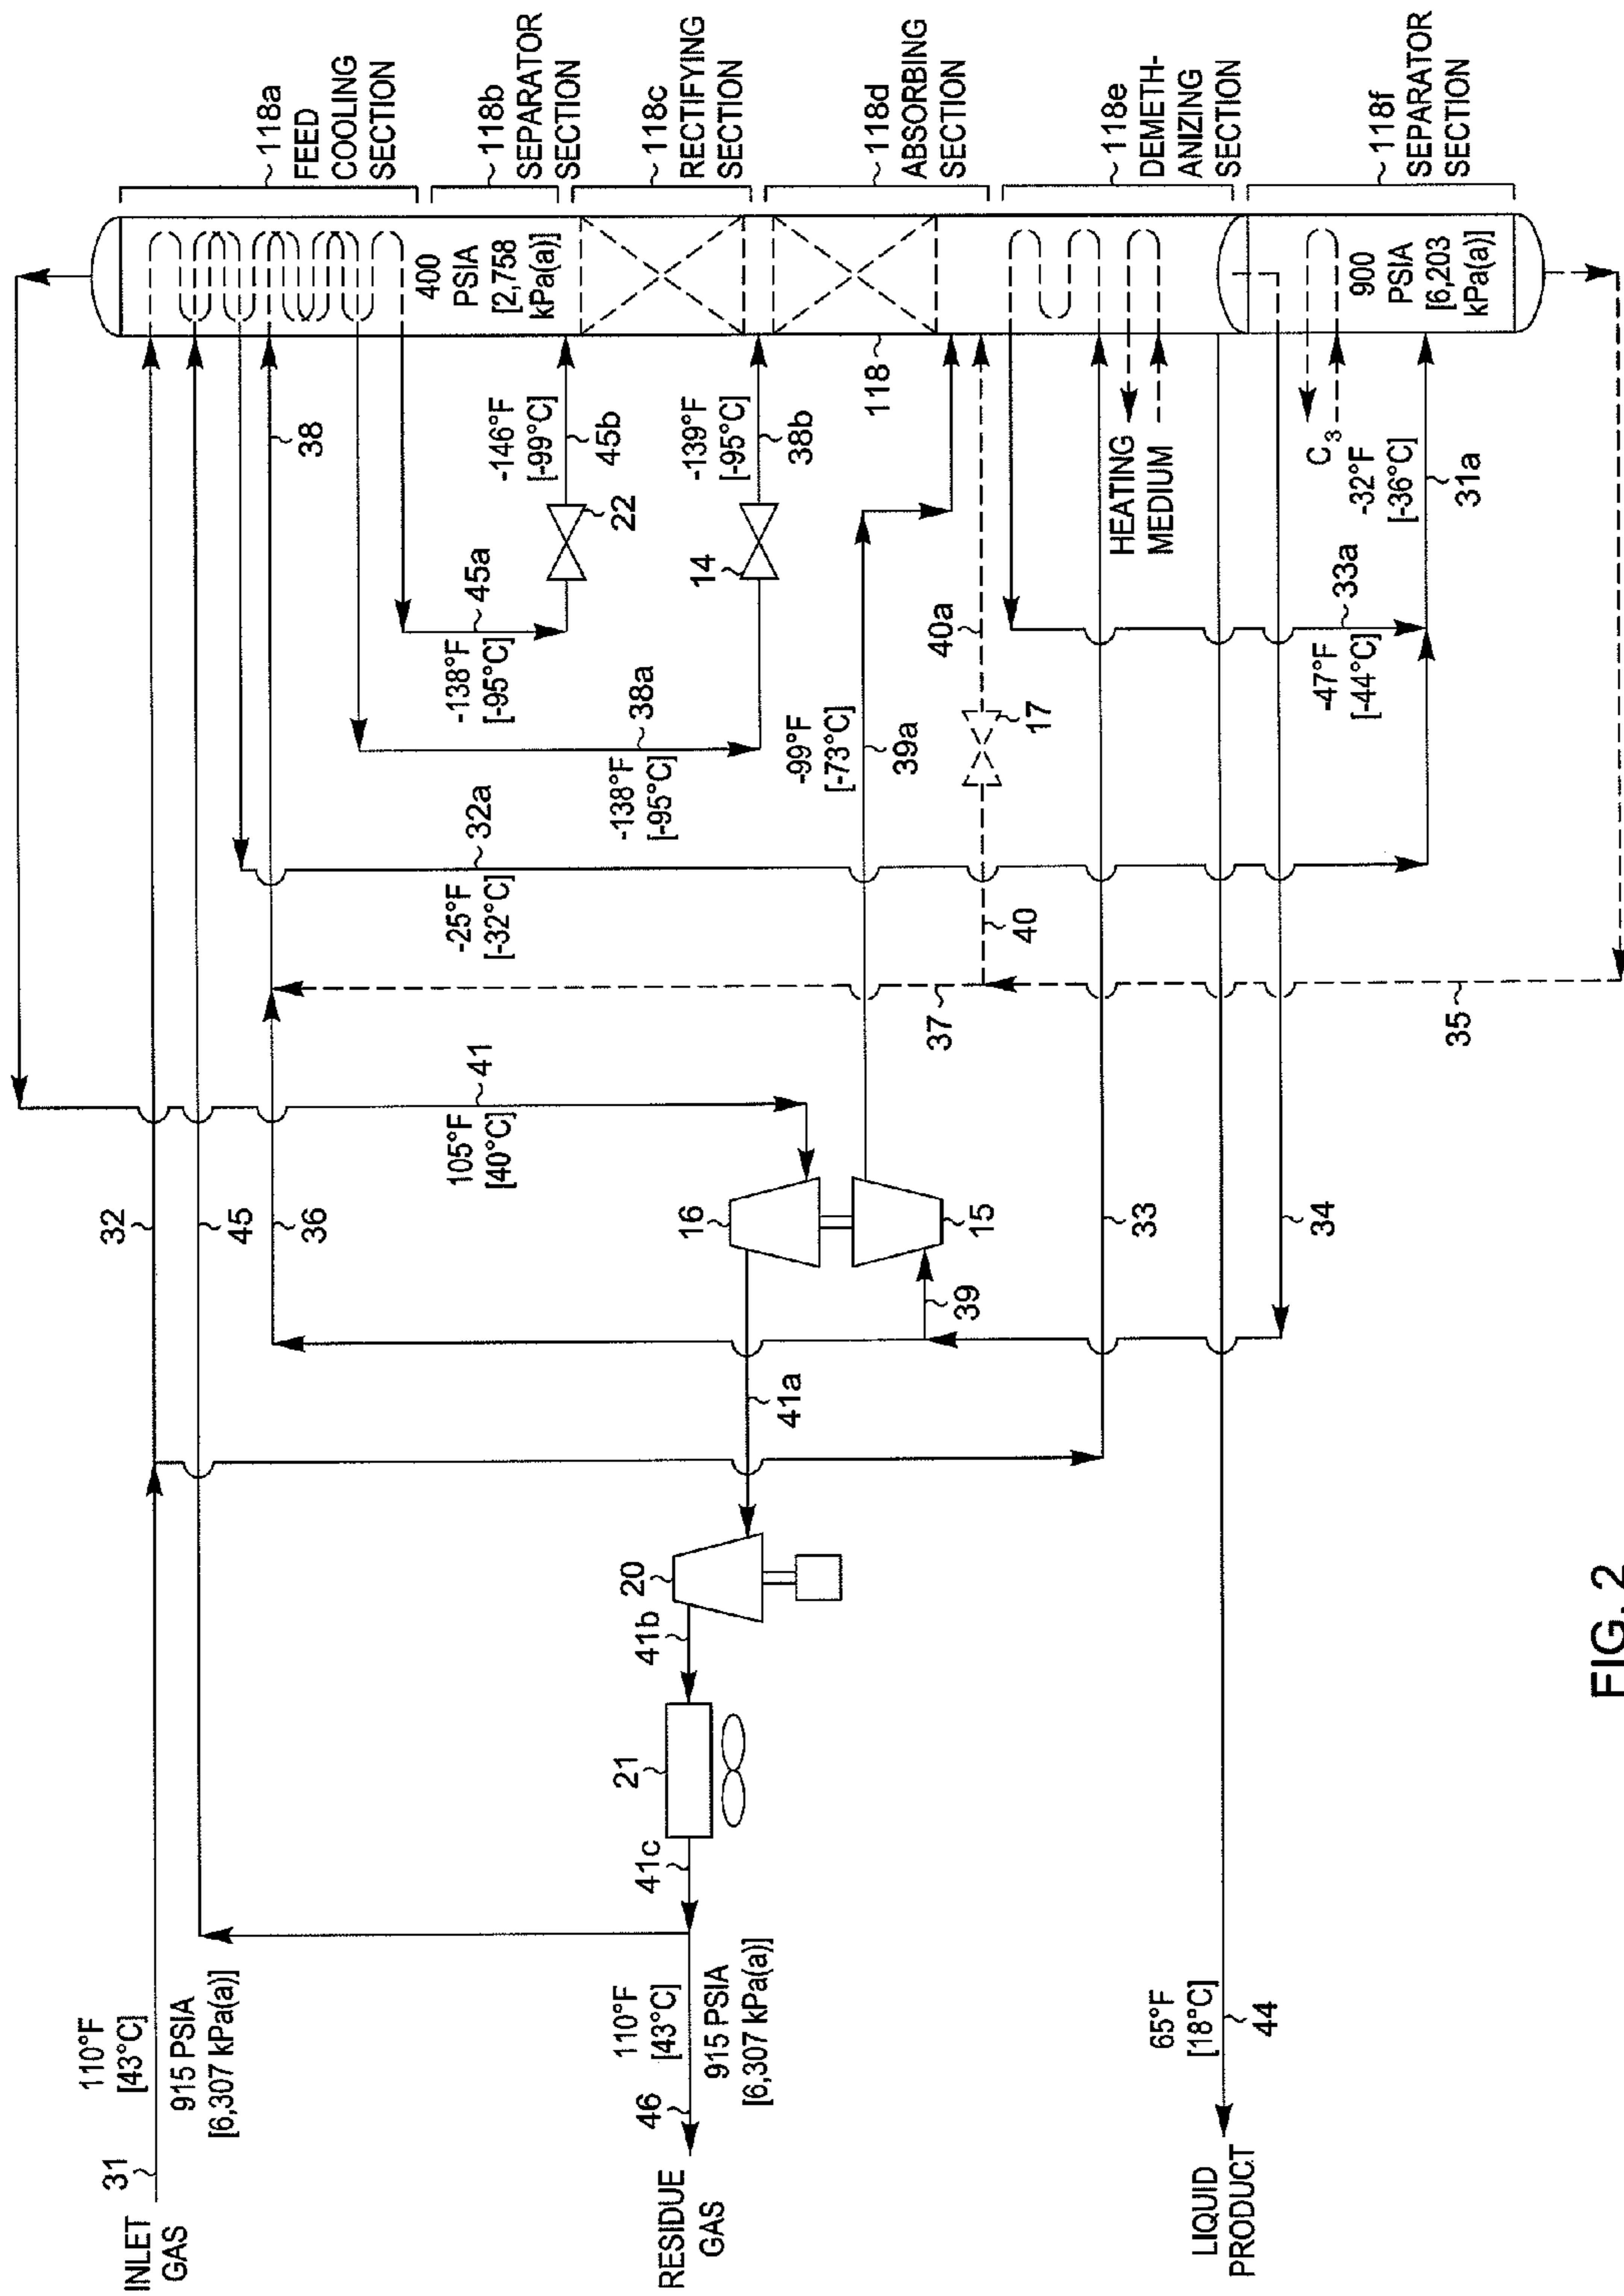 INLET
GAS
31
110°F
[43°C]
915 PSIA
[6,307 kPa(a)]
32
45
36
41
105°F
[40°C]
38
-25°F
[-32°C]
32a
-138°F
[-95°C]
45a
-138°F
[-95°C]
38a
22
-146°F
[-99°C]
45b
14
-139°F
[-95°C]
38b
118a
FEED
COOLING
SECTION
118b
SEPARATOR
SECTION
118c
RECTIFYING
SECTION
118d
ABSORBING
SECTION
118e
DEMETH-
ANIZING
SECTION
118f
SEPARATOR
SECTION
400
PSIA
[2,758
kPa(a)]
900
PSIA
[6,203
kPa(a)]
118
RESIDUE
GAS
46
110°F
[43°C]
915 PSIA
[6,307 kPa(a)]
41c
21
41b
20
41a
16
15
39
-99°F
[-73°C]
39a
37
40
17
40a
33
34
35
HEATING
MEDIUM
C3
-47°F
[-44°C]
33a
-32°F
[-36°C]
31a
LIQUID
PRODUCT
65°F
[18°C]
44
FIG. 2